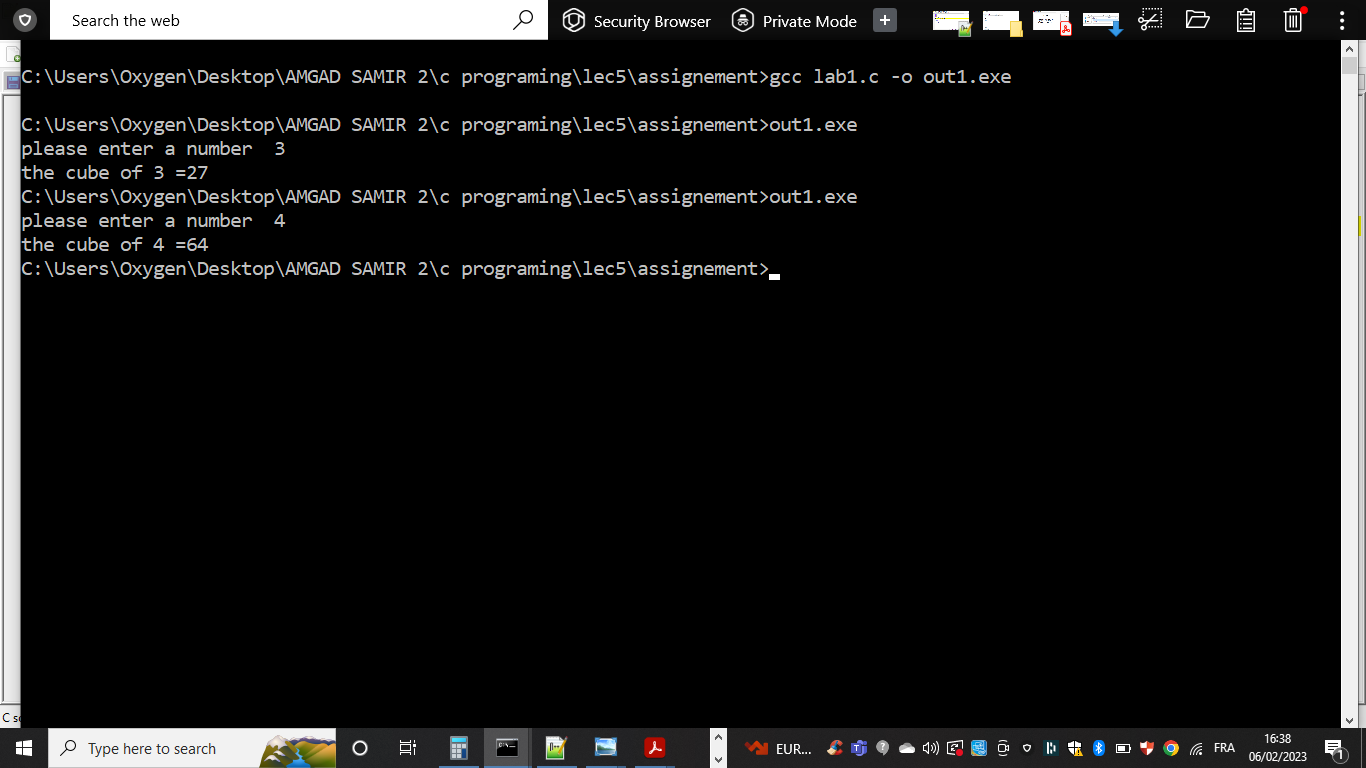 Search the web
Security Browser
Private Mode
C:\Users\Oxygen\Desktop\AMGAD SAMIR 2\c programing\lec5\assignement>gcc lab1.c -o out1.exe
C:\Users\Oxygen\Desktop\AMGAD SAMIR 2\c programing\lec5\assignement>out1.exe
please enter a number  3
the cube of 3 =27
C:\Users\Oxygen\Desktop\AMGAD SAMIR 2\c programing\lec5\assignement>out1.exe
please enter a number  4
the cube of 4 =64
C:\Users\Oxygen\Desktop\AMGAD SAMIR 2\c programing\lec5\assignement>
Type here to search
EUR...
FRA
16:38
06/02/2023
1